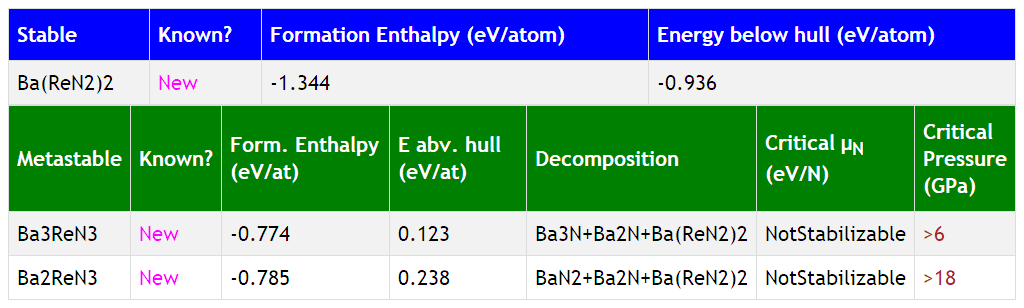 Stable Known? Formation Enthalpy (eV/atom) Energy below hull (eV/atom)
Ba(ReN2)2 New -1.344 -0.936
Metastable Known? Form. Enthalpy (eV/at) E abv. hull (eV/at) Decomposition Critical μN (eV/N) Critical Pressure (GPa)
Ba3ReN3 New -0.774 0.123 Ba3N+Ba2N+Ba(ReN2)2 NotStabilizable >6
Ba2ReN3 New -0.785 0.238 BaN2+Ba2N+Ba(ReN2)2 NotStabilizable >18